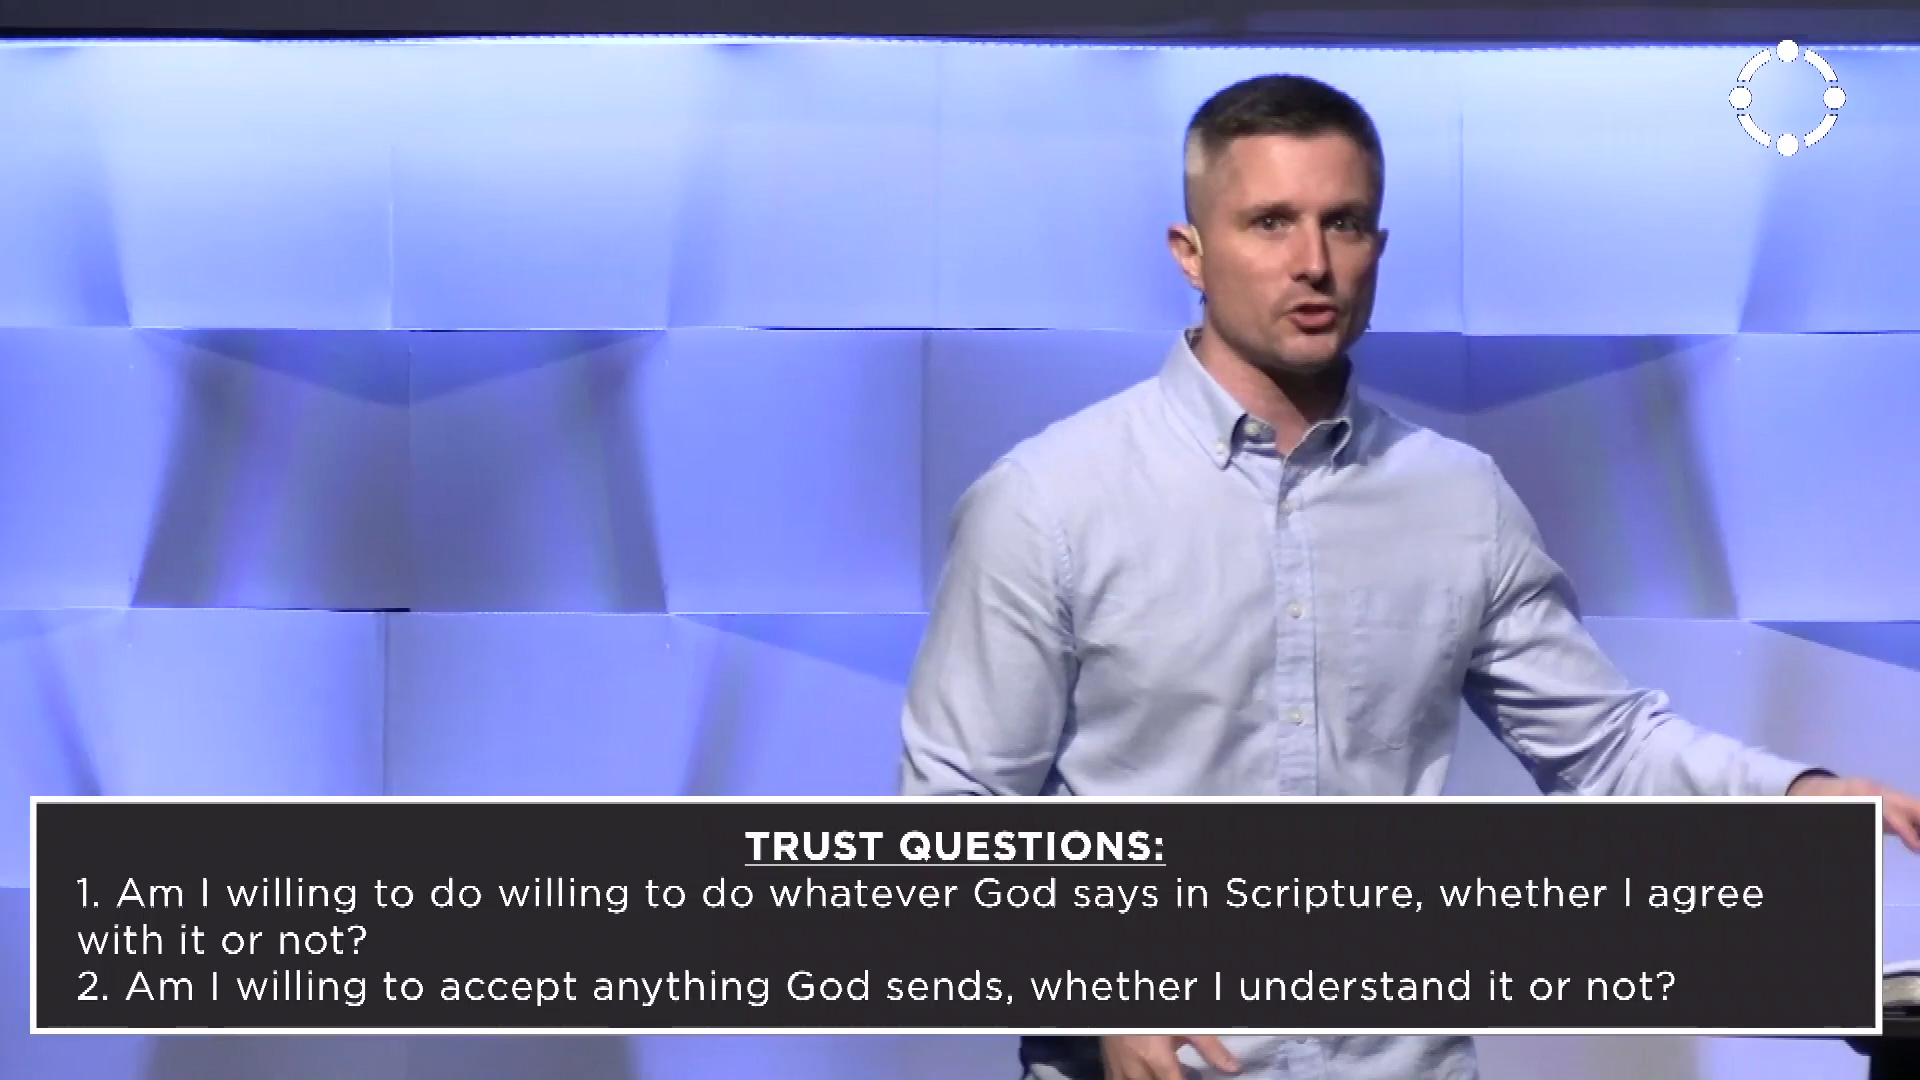 TRUST QUESTIONS:
1. Am I willing to do willing to do whatever God says in Scripture, whether I agree
with it or not?
2. Am I willing to accept anything God sends, whether I understand it or not?